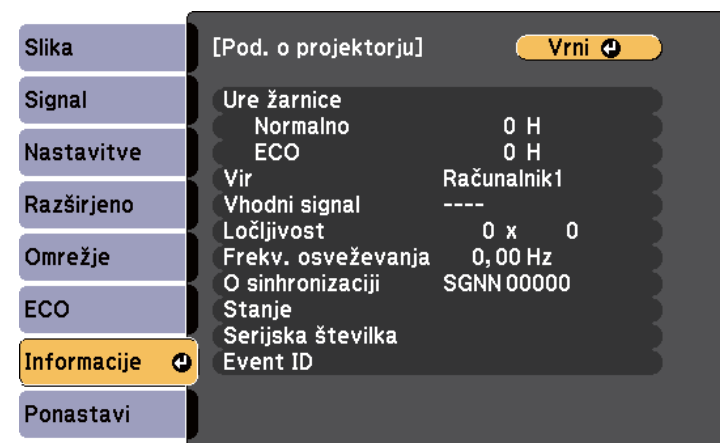 Slika
Signal
Nastavitve
Razširjeno
Omrežje
ECO
Informacije
Ponastavi
[Pod. o projektorju] Vrni
Ure žarnice
Normalno 0 H
ECO 0 H
Vir Računalnik1
Vhodni signal ----
Ločljivost 0 x 0
Frekv. osveževanja 0,00 Hz
O sinhronizaciji SGNN 00000
Stanje
Serijska številka
Event ID